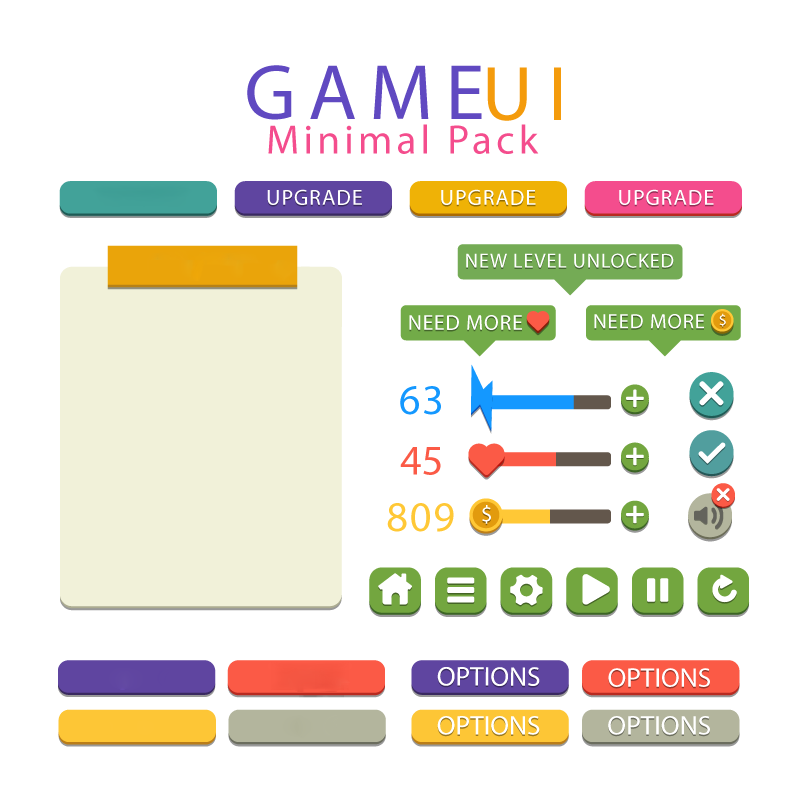 GAMEUI
Minimal Pack
UPGRADE
UPGRADE
UPGRADE
NEW LEVEL UNLOCKED
NEED MORE
NEED MORE $
63
45
809 $
OPTIONS
OPTIONS
OPTIONS
OPTIONS